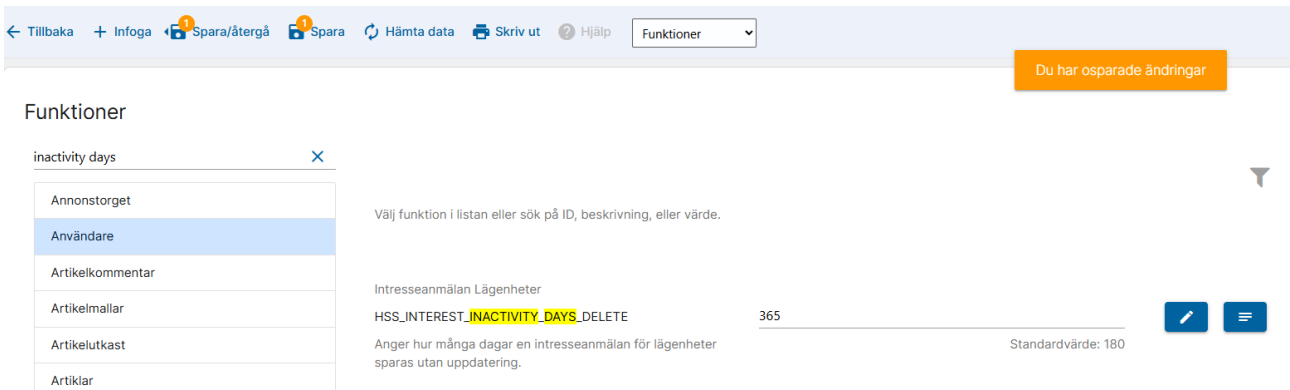 Tillbaka Infoga 1 Spara/återgå 1 Spara Hämta data Skriv ut Hjälp Funktioner
Du har osparade ändringar
Funktioner
inactivity days
Annonstorget
Användare
Artikelkommentar
Artikelmallar
Artikelutkast
Artiklar
Välj funktion i listan eller sök på ID, beskrivning, eller värde.
Intresseanmälan Lägenheter
HSS_INTEREST_INACTIVITY_DAYS_DELETE 365
Anger hur många dagar en intresseanmälan för lägenheter Standardvärde: 180
sparas utan uppdatering.